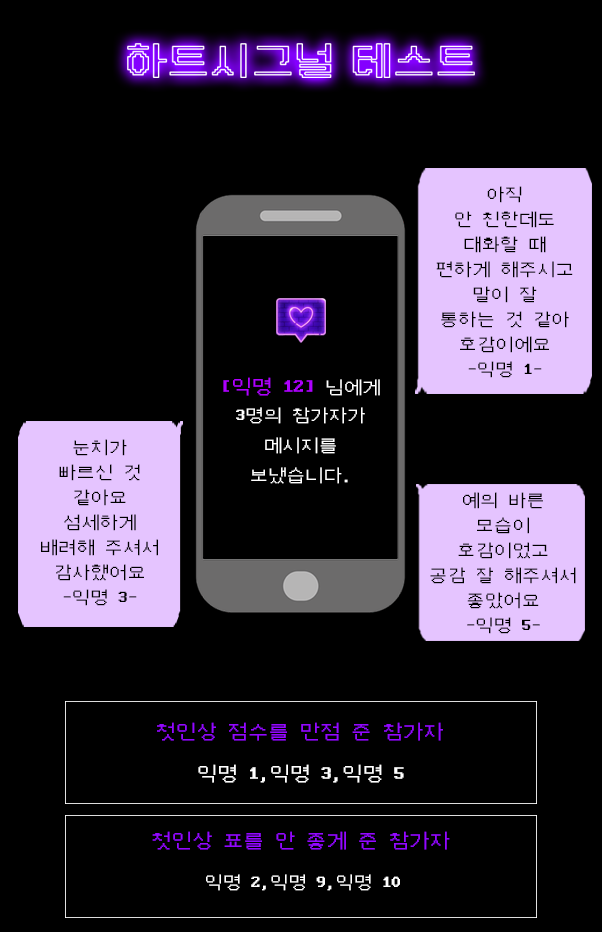 하트시그널 테스트
아직
안 친한데도
대화할 때
편하게 해주시고
말이 잘
통하는 것 같아
호감이에요
-익명 1-
[익명 12] 님에게
3명의 참가자가
메시지를
보냈습니다.
눈치가
빠르신 것
같아요
섬세하게
배려해 주셔서
감사했어요
-익명 3-
예의 바른
모습이
호감이었고
공감 잘 해주셔서
좋았어요
-익명 5-
첫인상 점수를 만점 준 참가자
익명 1,익명 3,익명 5
첫인상 표를 안 좋게 준 참가자
익명 2,익명 9,익명 10